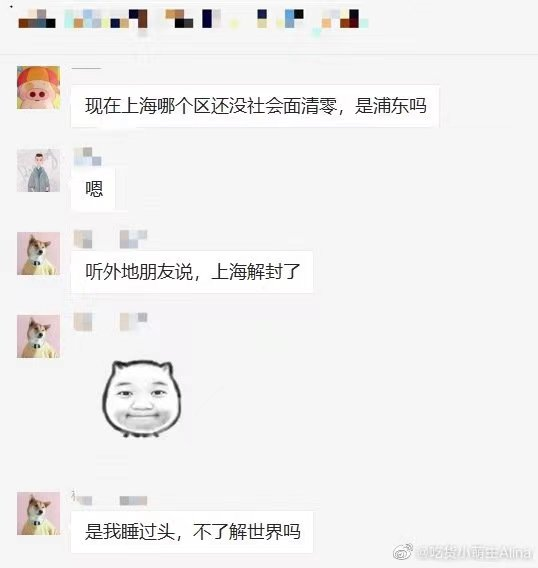 现在上海哪个区还没社会面清零，是浦东吗
嗯
听外地朋友说，上海解封了
是我睡过头，不了解世界吗
@吃货小萌主Alina